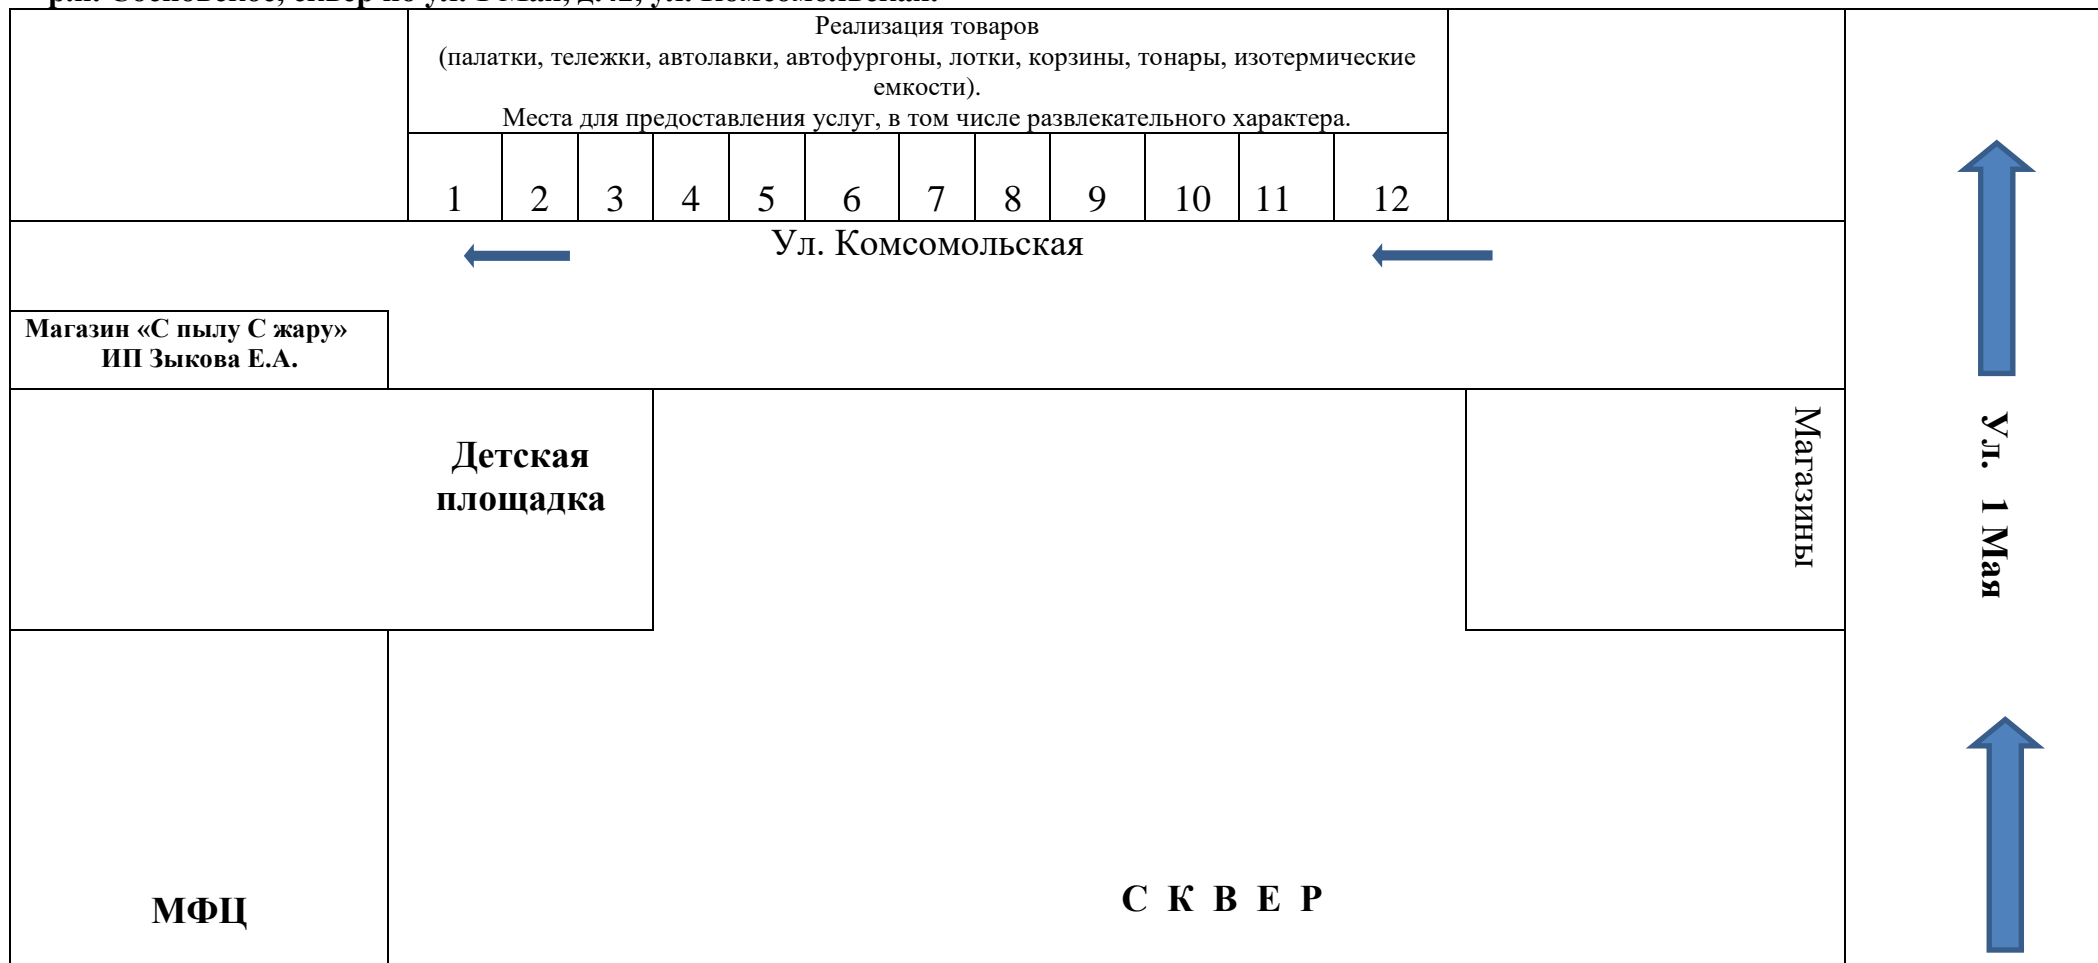 Реализация товаров
(палатки, тележки, автолавки, автофургоны, лотки, корзины, тонары, изотермические
емкости).
Места для предоставления услуг, в том числе развлекательного характера.
1 2 3 4 5 6 7 8 9 10 11 12
Ул. Комсомольская
Магазин «С пылу С жару»
ИП Зыкова Е.А.
Детская
площадка
Магазины
Ул. 1 Мая
МФЦ
С К В Е Р